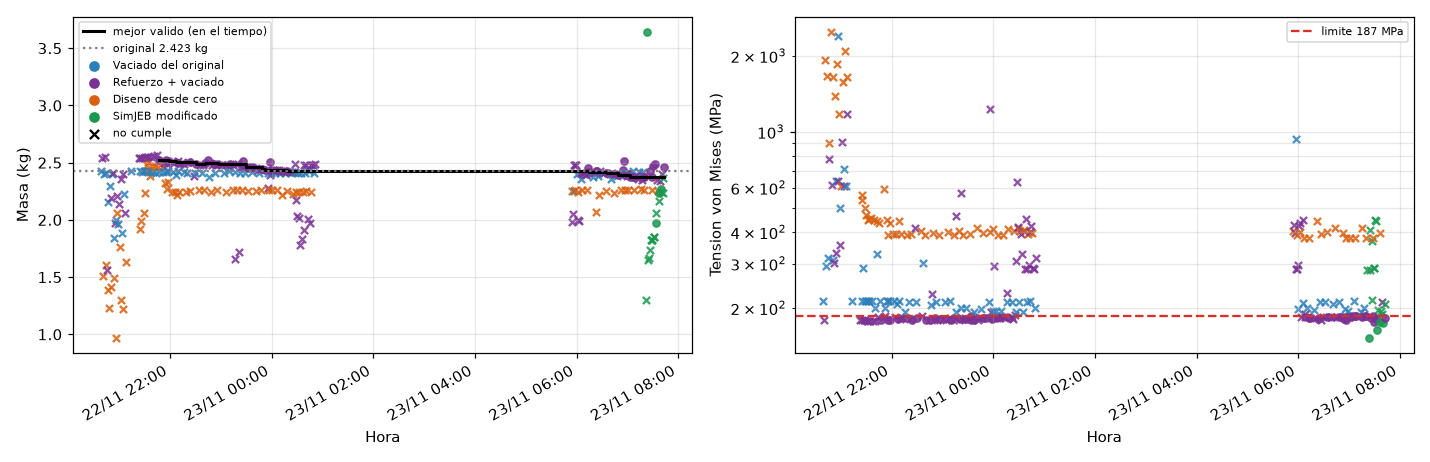 mejor valido (en el tiempo)
original 2.423 kg
Vaciado del original
Refuerzo + vaciado
Diseno desde cero
SimJEB modificado
no cumple
Masa (kg)
3.5
3.0
2.5
2.0
1.5
1.0
22/11 22:00
23/11 00:00
23/11 02:00
23/11 04:00
23/11 06:00
23/11 08:00
Hora
limite 187 MPa
Tension von Mises (MPa)
2 × 10³
10³
6 × 10²
4 × 10²
3 × 10²
2 × 10²
22/11 22:00
23/11 00:00
23/11 02:00
23/11 04:00
23/11 06:00
23/11 08:00
Hora